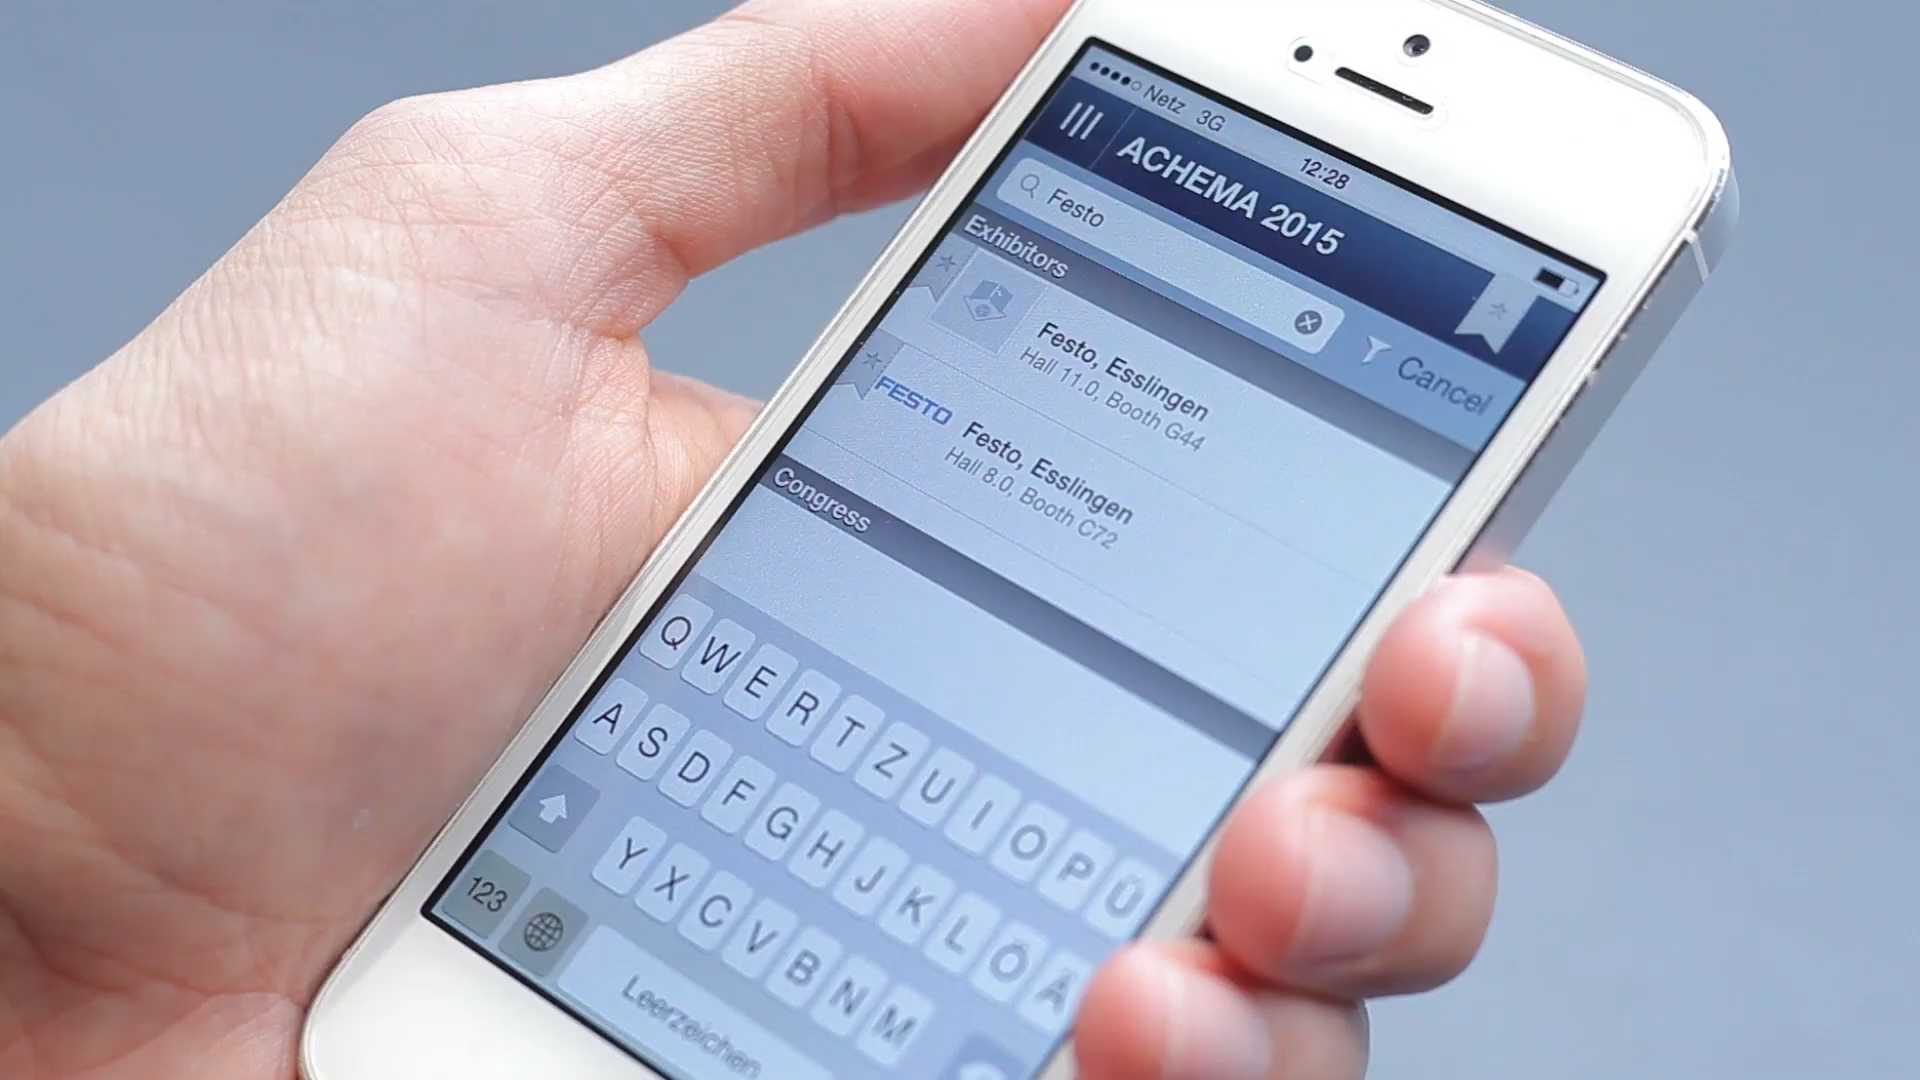 Netz 3G
12:28
ACHEMA 2015
Festo
Cancel
Exhibitors
Festo, Esslingen
Hall 11.0, Booth G44
FESTO
Festo, Esslingen
Hall 8.0, Booth C72
Congress
Q W E R T Z U I O P Ü
A S D F G H J K L Ö Ä
Y X C V B N M
123
Leerzeichen